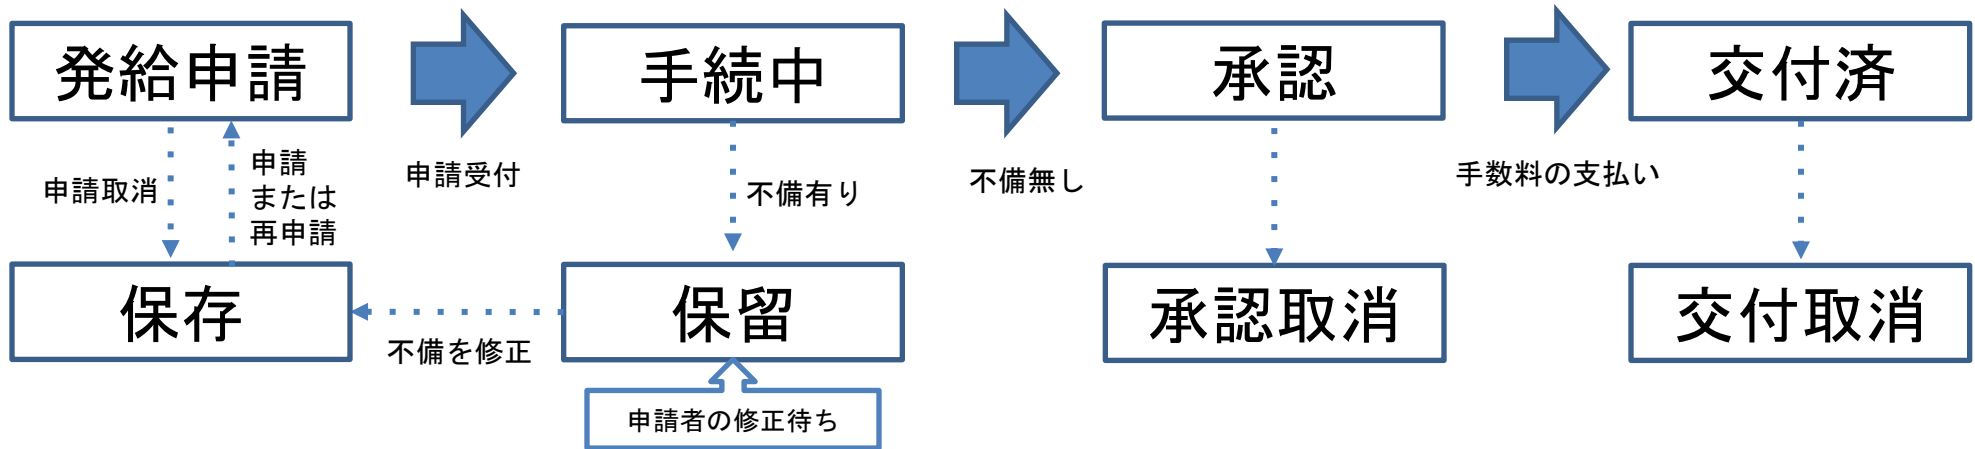 発給申請
手続中
承認
交付済
申請取消
申請
または
再申請
申請受付
不備有り
不備無し
手数料の支払い
保存
保留
承認取消
交付取消
不備を修正
申請者の修正待ち